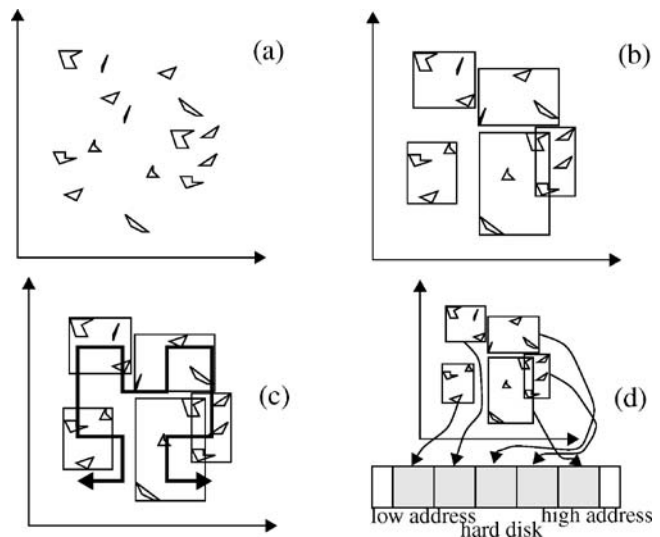 (a)
(b)
(c)
(d)
low address
high address
hard disk